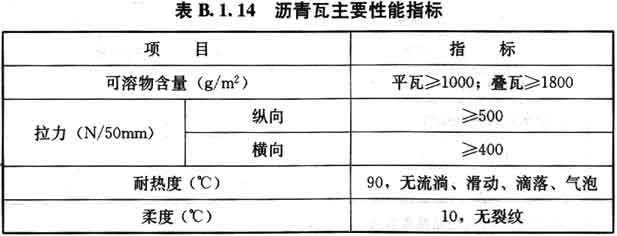 表 B.1.14 沥青瓦主要性能指标
项 目 指 标
可溶物含量（g/m²） 平瓦≥1000；叠瓦≥1800
拉力（N/50mm） 纵向 ≥500
横向 ≥400
耐热度（℃） 90，无流淌、滑动、滴落、气泡
柔度（℃） 10，无裂纹